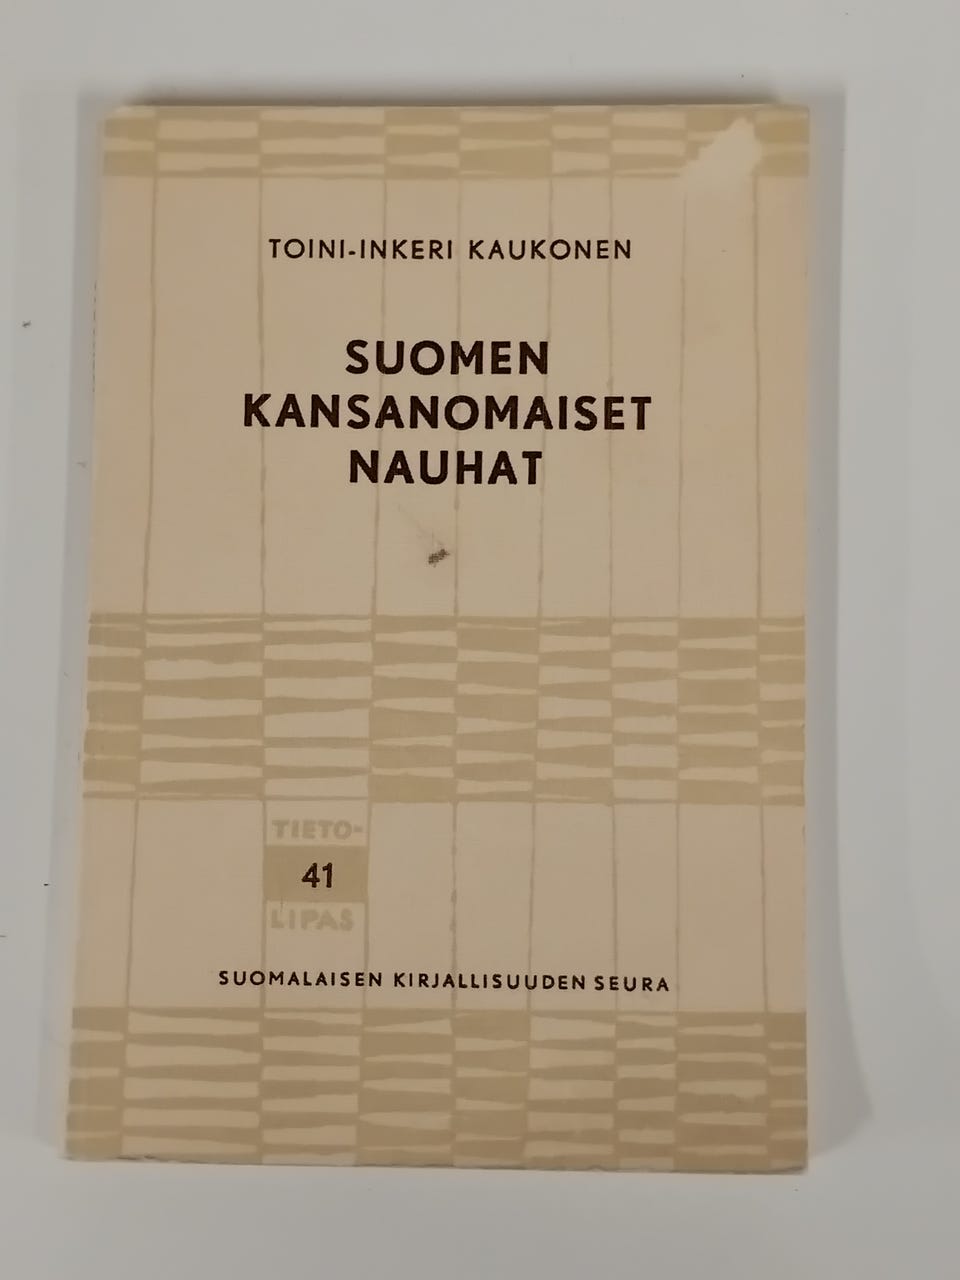 TOINI-INKERI KAUKONEN
SUOMEN
KANSANOMAISET
NAUHAT
TIETO-
41
LIPAS
SUOMALAISEN KIRJALLISUUDEN SEURA